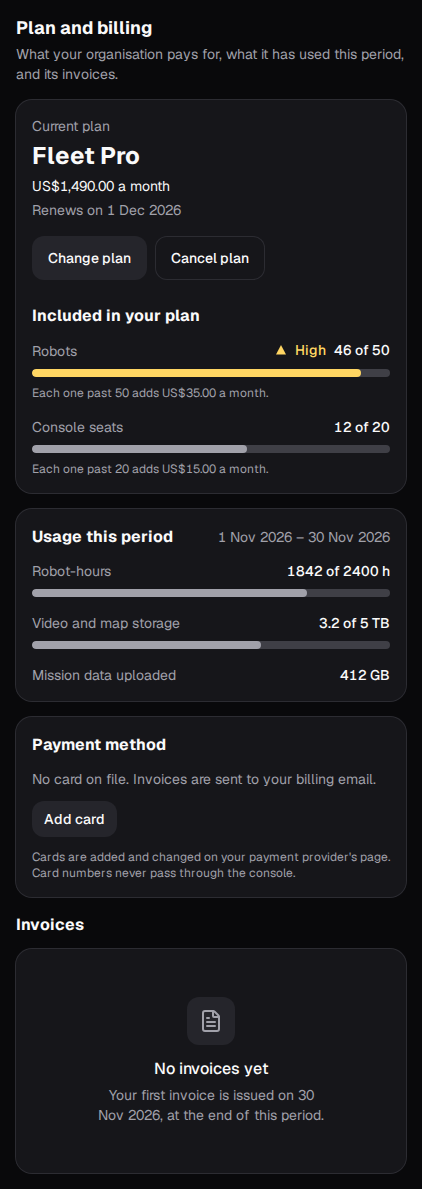 Plan and billing
What your organisation pays for, what it has used this period,
and its invoices.
Current plan
Fleet Pro
US$1,490.00 a month
Renews on 1 Dec 2026
Change plan
Cancel plan
Included in your plan
Robots
High 46 of 50
Each one past 50 adds US$35.00 a month.
Console seats
12 of 20
Each one past 20 adds US$15.00 a month.
Usage this period
1 Nov 2026 – 30 Nov 2026
Robot-hours
1842 of 2400 h
Video and map storage
3.2 of 5 TB
Mission data uploaded
412 GB
Payment method
No card on file. Invoices are sent to your billing email.
Add card
Cards are added and changed on your payment provider's page.
Card numbers never pass through the console.
Invoices
No invoices yet
Your first invoice is issued on 30
Nov 2026, at the end of this period.